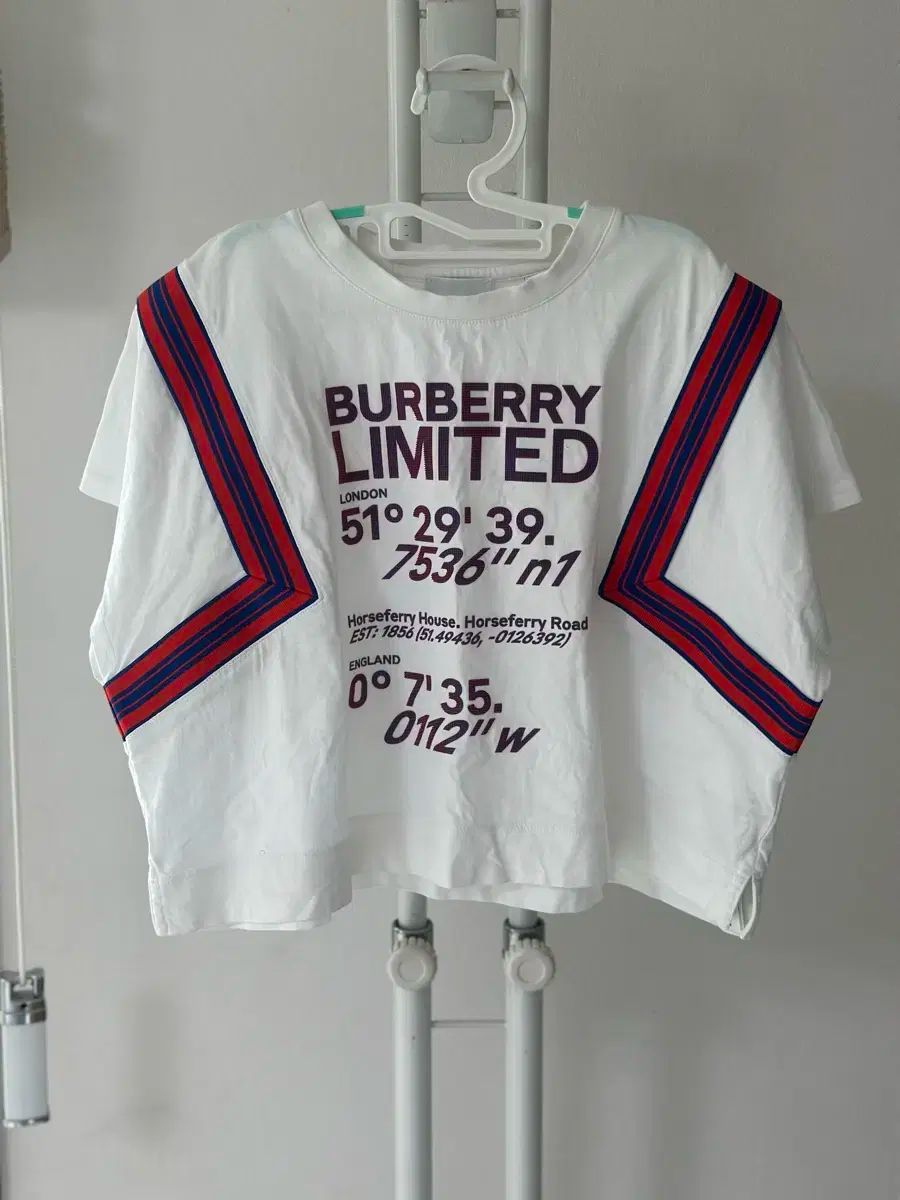 BURBERRY
LIMITED
LONDON
51° 29' 39.
7536" n1
Horseferry House. Horseferry Road
EST: 1856 (51.49436, -0126392)
ENGLAND
0° 7' 35.
0112" w